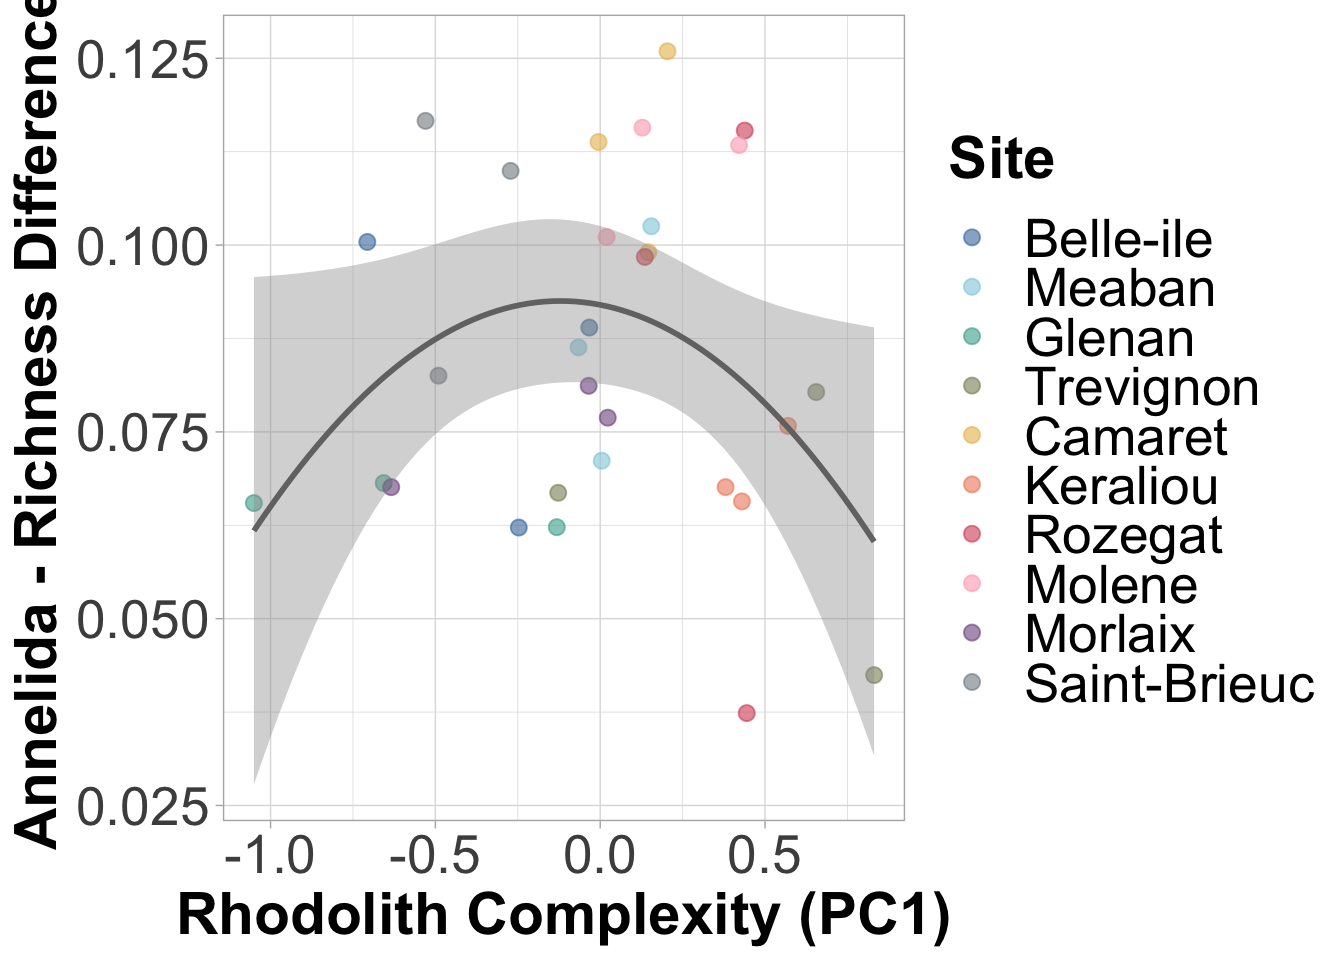 Annelida - Richness Difference
0.125
0.100
0.075
0.050
0.025
-1.0 -0.5 0.0 0.5
Rhodolith Complexity (PC1)
Site
Belle-ile
Meaban
Glenan
Trevignon
Camaret
Keraliou
Rozegat
Molene
Morlaix
Saint-Brieuc